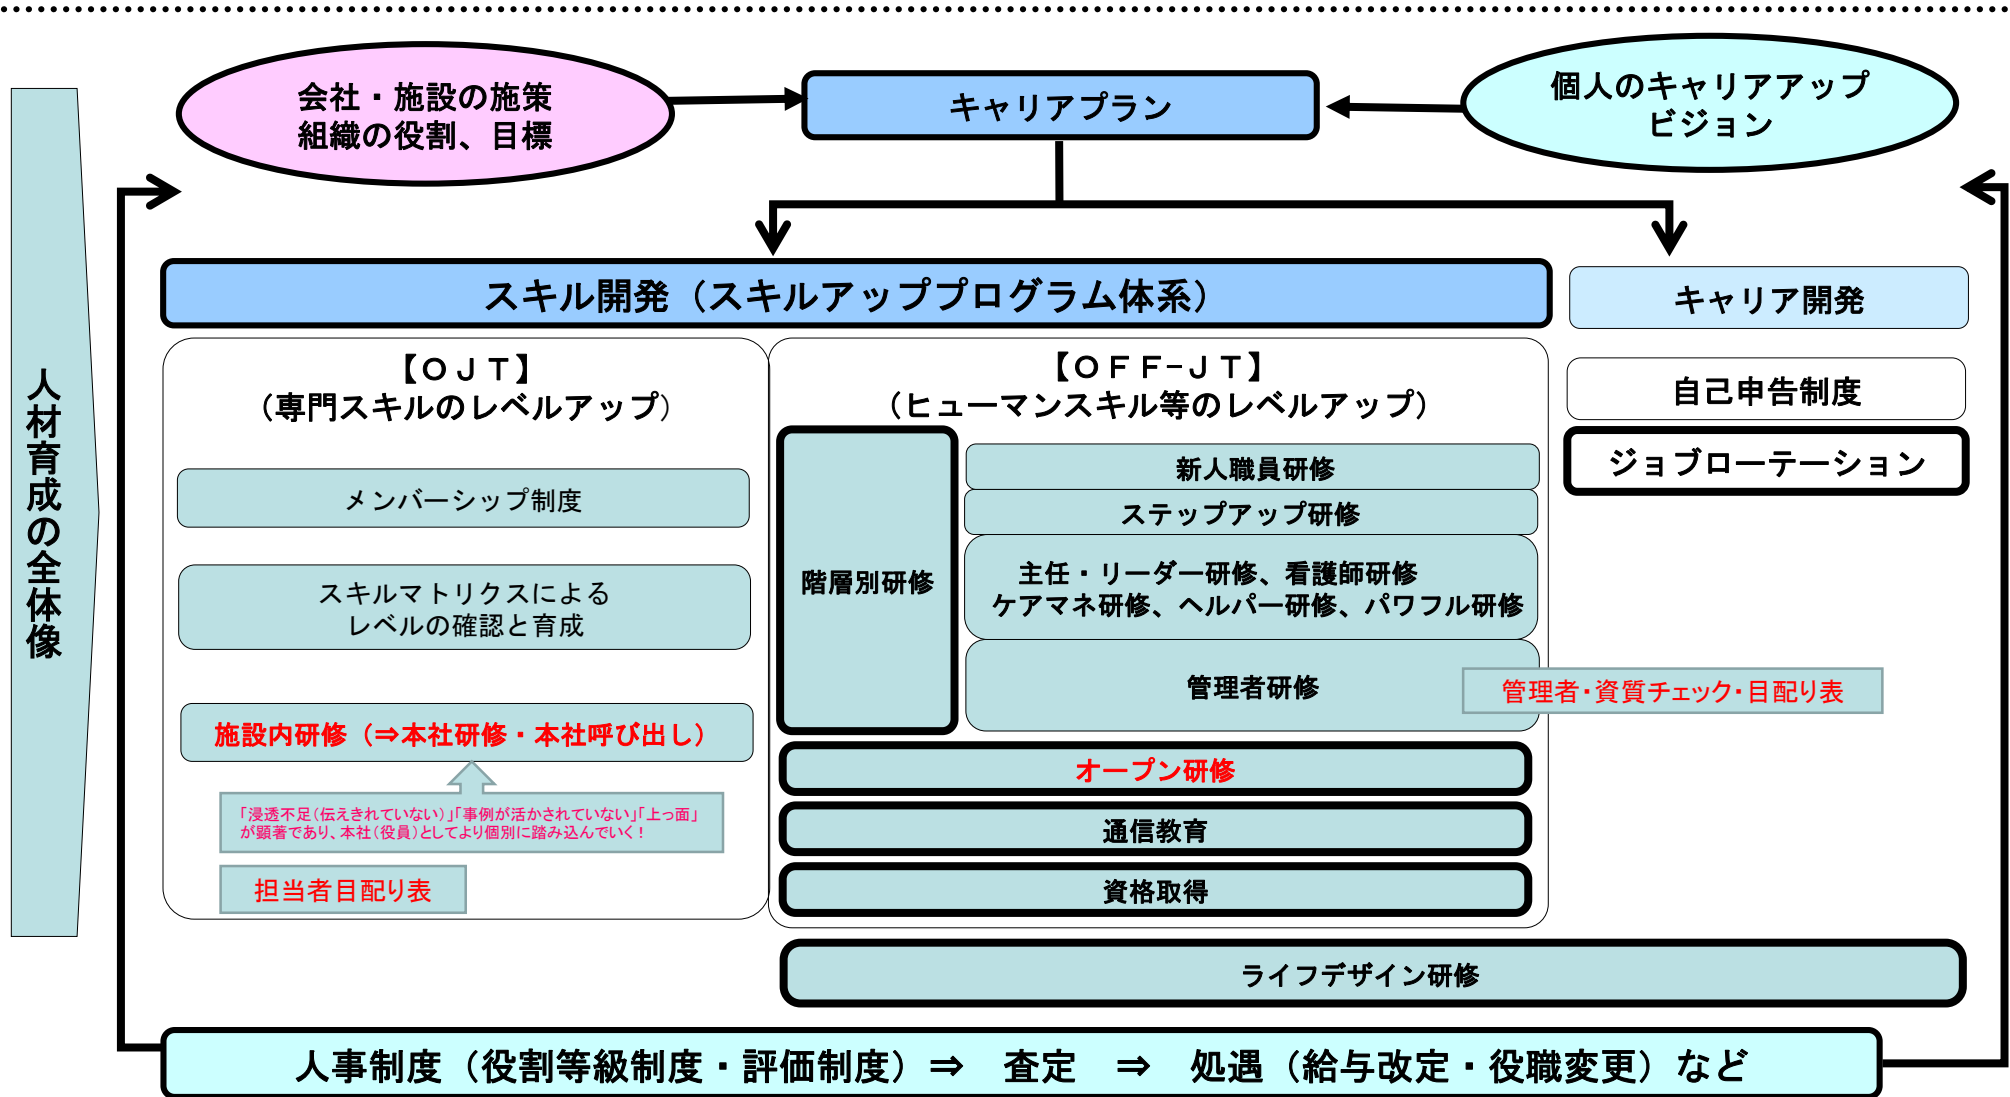 会社・施設の施策
組織の役割、目標
キャリアプラン
個人のキャリアアップ
ビジョン
人材育成の全体像
スキル開発（スキルアッププログラム体系）
キャリア開発
【ＯＪＴ】
（専門スキルのレベルアップ）
メンバーシップ制度
スキルマトリクスによる
レベルの確認と育成
施設内研修（⇒本社研修・本社呼び出し）
「浸透不足（伝えきれていない）」「事例が活かされていない」「上っ面」
が顕著であり、本社（役員）としてより個別に踏み込んでいく！
担当者目配り表
【ＯＦＦ−ＪＴ】
（ヒューマンスキル等のレベルアップ）
階層別研修
新人職員研修
ステップアップ研修
主任・リーダー研修、看護師研修
ケアマネ研修、ヘルパー研修、パワフル研修
管理者研修
管理者・資質チェック・目配り表
オープン研修
通信教育
資格取得
自己申告制度
ジョブローテーション
ライフデザイン研修
人事制度（役割等級制度・評価制度）⇒　査定　⇒　処遇（給与改定・役職変更）など